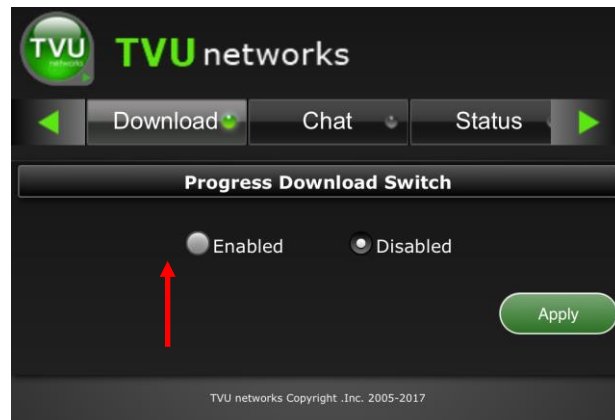 TVU
networks
TVU networks
Download Chat Status
Progress Download Switch
Enabled Disabled
Apply
TVU networks Copyright .Inc. 2005-2017